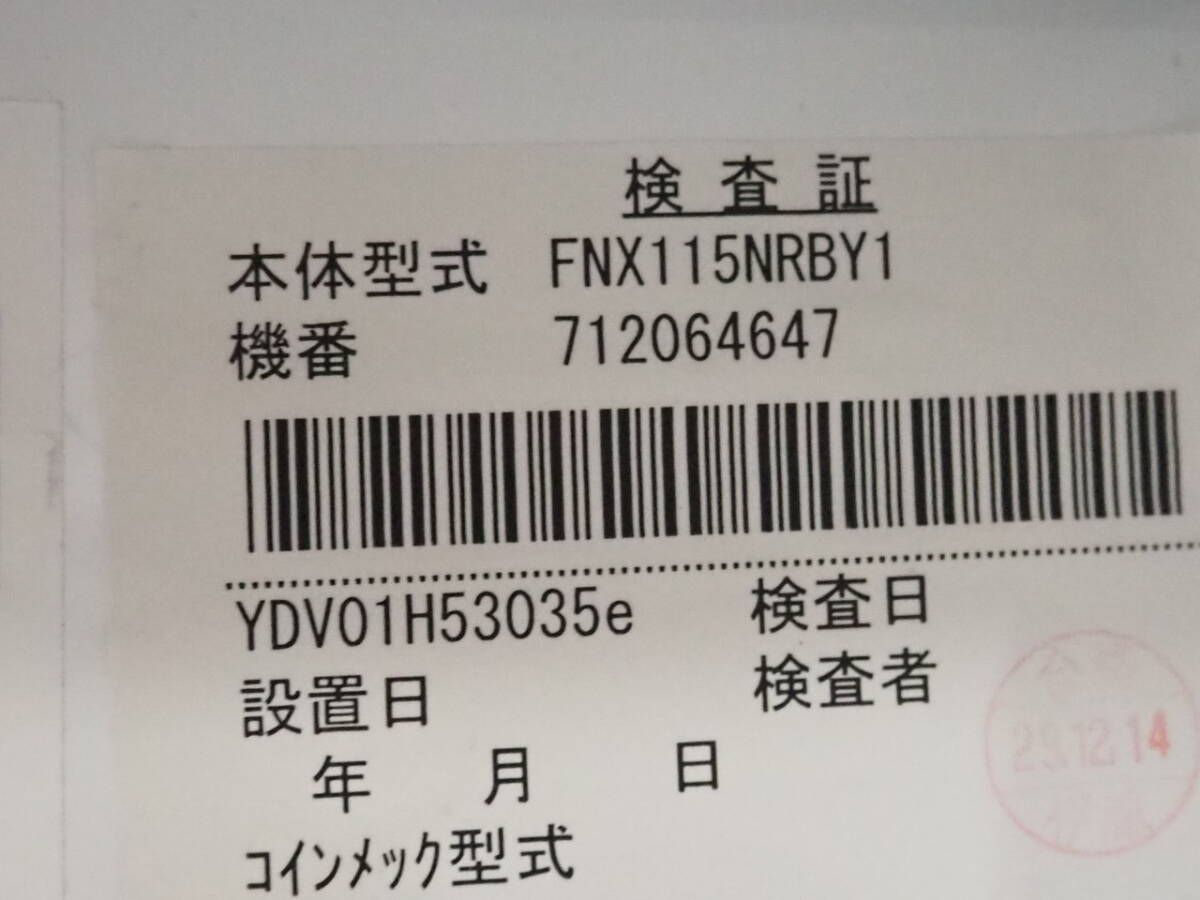 検査証
本体型式 FNX115NRBY1
機番 712064647
YDV01H53035e 検査日
設置日 検査者
29.12.14
年 月 日
コインメック型式